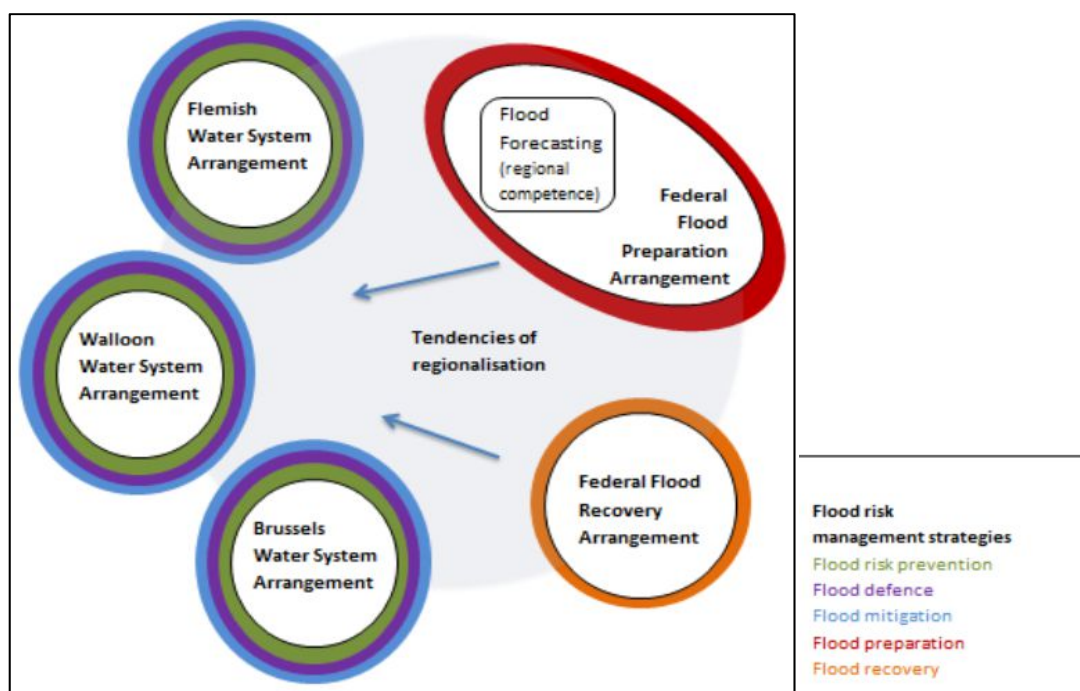 Flemish
Water System
Arrangement
Flood
Forecasting
(regional
competence)
Federal
Flood
Preparation
Arrangement
Walloon
Water System
Arrangement
Tendencies of
regionalisation
Brussels
Water System
Arrangement
Federal Flood
Recovery
Arrangement
Flood risk
management strategies
Flood risk prevention
Flood defence
Flood mitigation
Flood preparation
Flood recovery